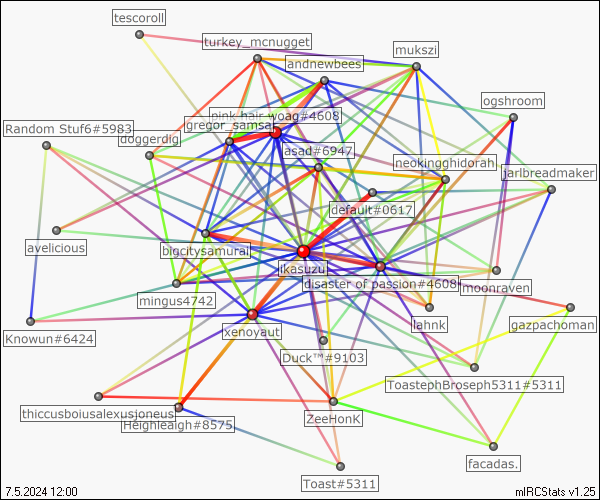 tescoroll
turkey_mcnugget
mukszi
andnewbees
ogshroom
pink hair woag#4608
gregor_samsa
Random Stuf6#5983
doggerdig
asad#6947
neokingghidorah
jarlbreadmaker
default#0617
avelicious
bigcitysamurai
ikasuzu
disaster of passion#4608
moonraven
mingus4742
lahnk
gazpachoman
Knowun#6424
xenoyaut
Duck™#9103
ToastephBroseph5311#5311
thiccusboiusalexusjoneus
Heighleaigh#8575
ZeeHonK
facadas.
Toast#5311
7.5.2024 12:00
mIRCStats v1.25